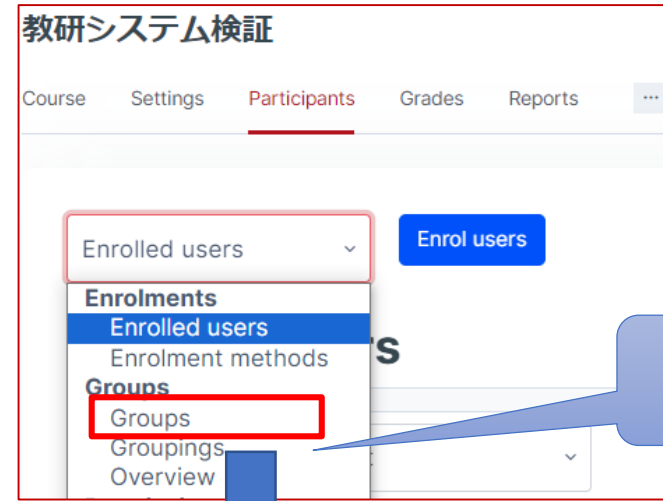 教研システム検証
Course Settings Participants Grades Reports ...
Enrolled users Enrol users
Enrolments
Enrolled users
Enrolment methods
Groups
Groups
Groupings
Overview